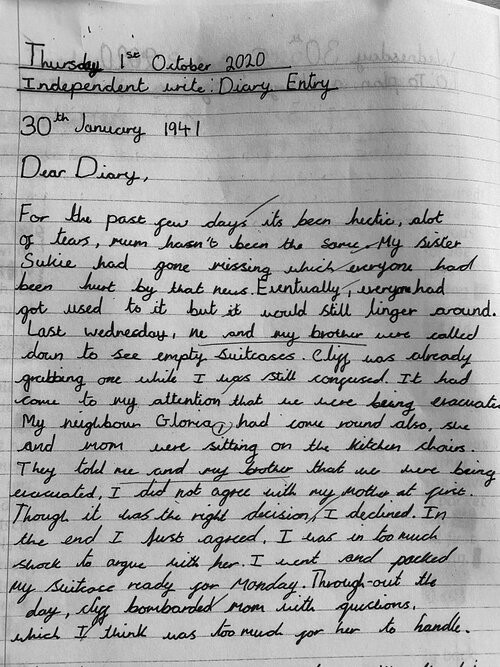 Thursday 1st October 2020
Independent write: Diary Entry
30th January 1941
Dear Diary,
For the past few days its been hectic, alot
of tears, mum hasn't been the same. My sister
Sukie had gone missing which everyone had
been hurt by that news. Eventually, everyone had
got used to it but it would still linger around.
Last wednesday, me and my brother were called
down to see empty suitcases. Cliff was already
grabbing one while I was still confused. It had
come to my attention that we were being evacuate
My neighbour Gloria, had come round also, she
and mom were sitting on the kitchen chairs.
They told me and my brother that we were being
evacuated, I did not agree with my mother at first.
Though it was the right decision, I declined. In
the end I just agreed, I was in too much
shock to argue with her. I went and packed
my suitcase ready for Monday. Through-out the
day, cliff bombarded mom with questions,
which I think was too much for her to handle.